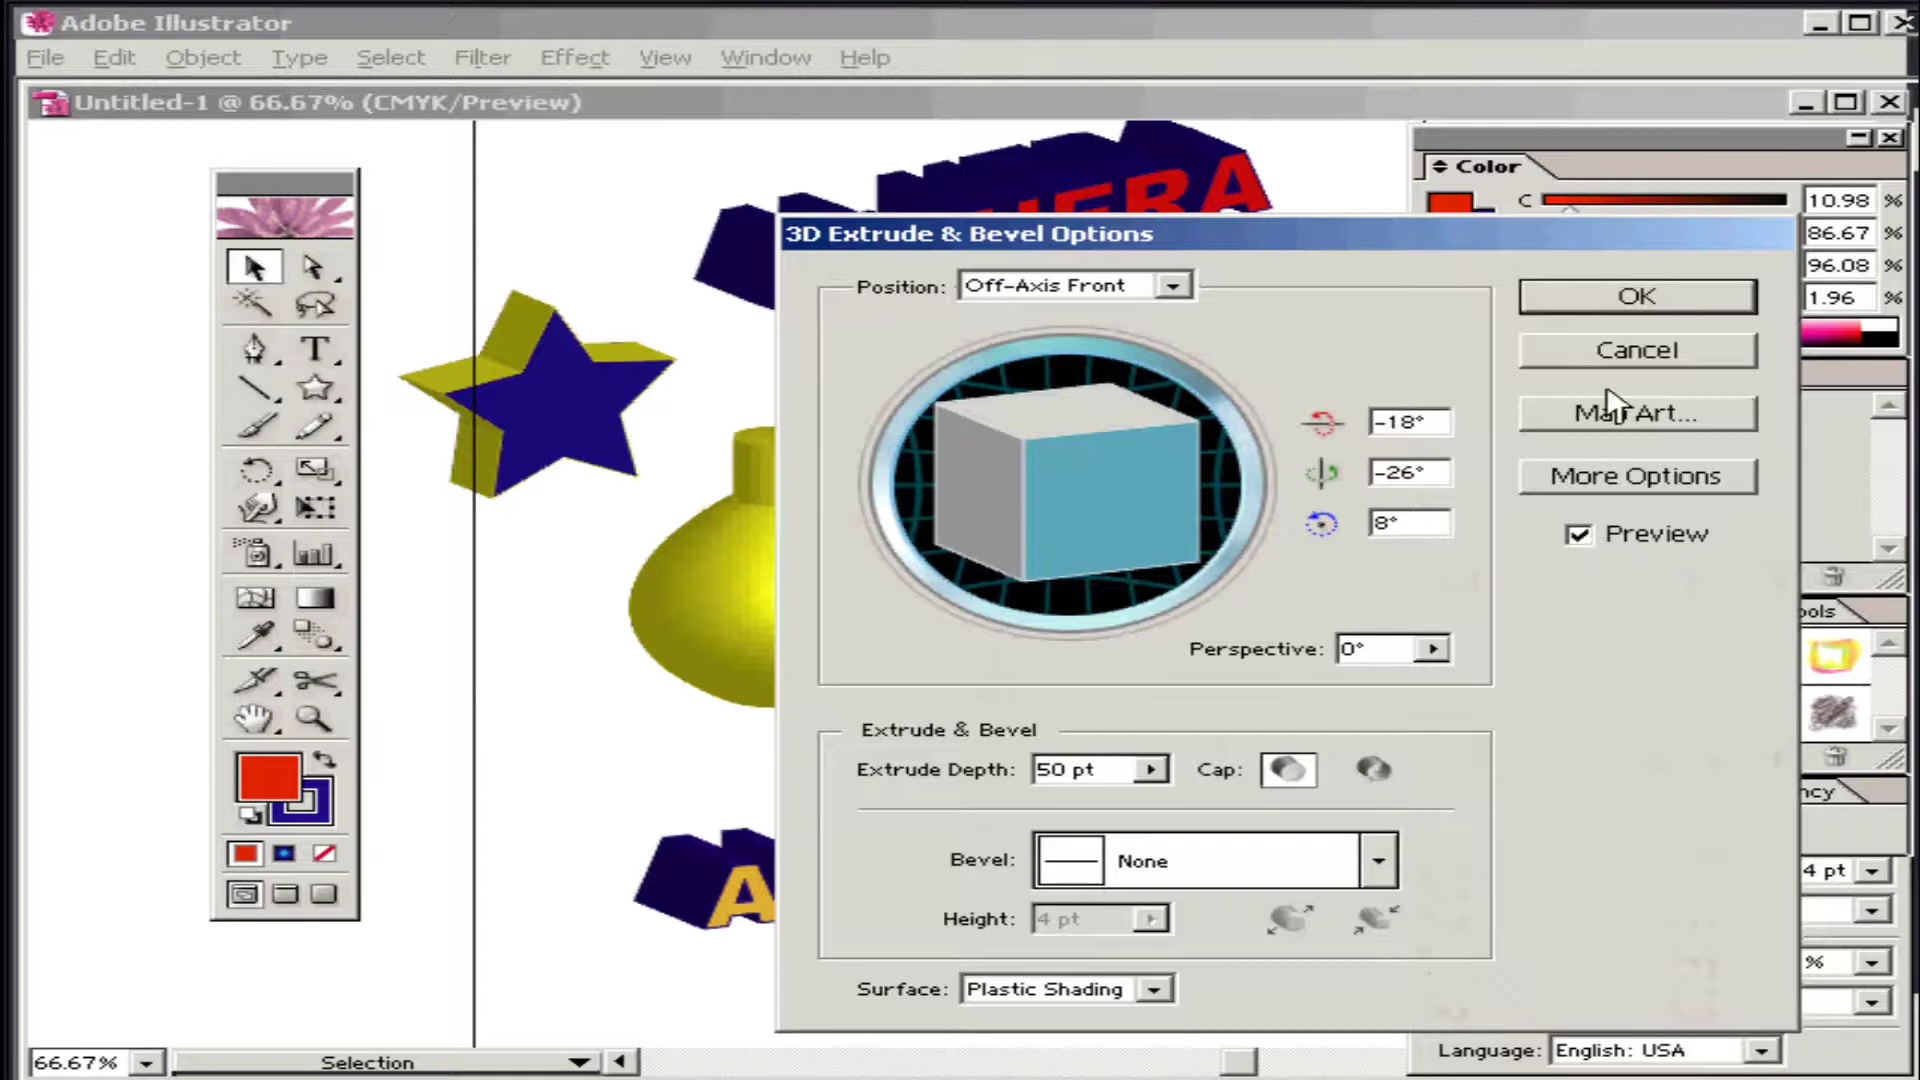 Adobe Illustrator
File Edit Object Type Select Filter Effect View Window Help
Untitled-1 @ 66.67% (CMYK/Preview)
HERA
Color
C 10.98 %
86.67 %
96.08 %
1.96 %
3D Extrude & Bevel Options
Position: Off-Axis Front
OK
Cancel
Map Art...
More Options
Preview
-18°
-26°
8°
Perspective: 0°
Extrude & Bevel
Extrude Depth: 50 pt Cap:
Bevel: None
Height: 4 pt
Surface: Plastic Shading
T
A
ools
ncy
4 pt
%
66.67% Selection
Language: English: USA